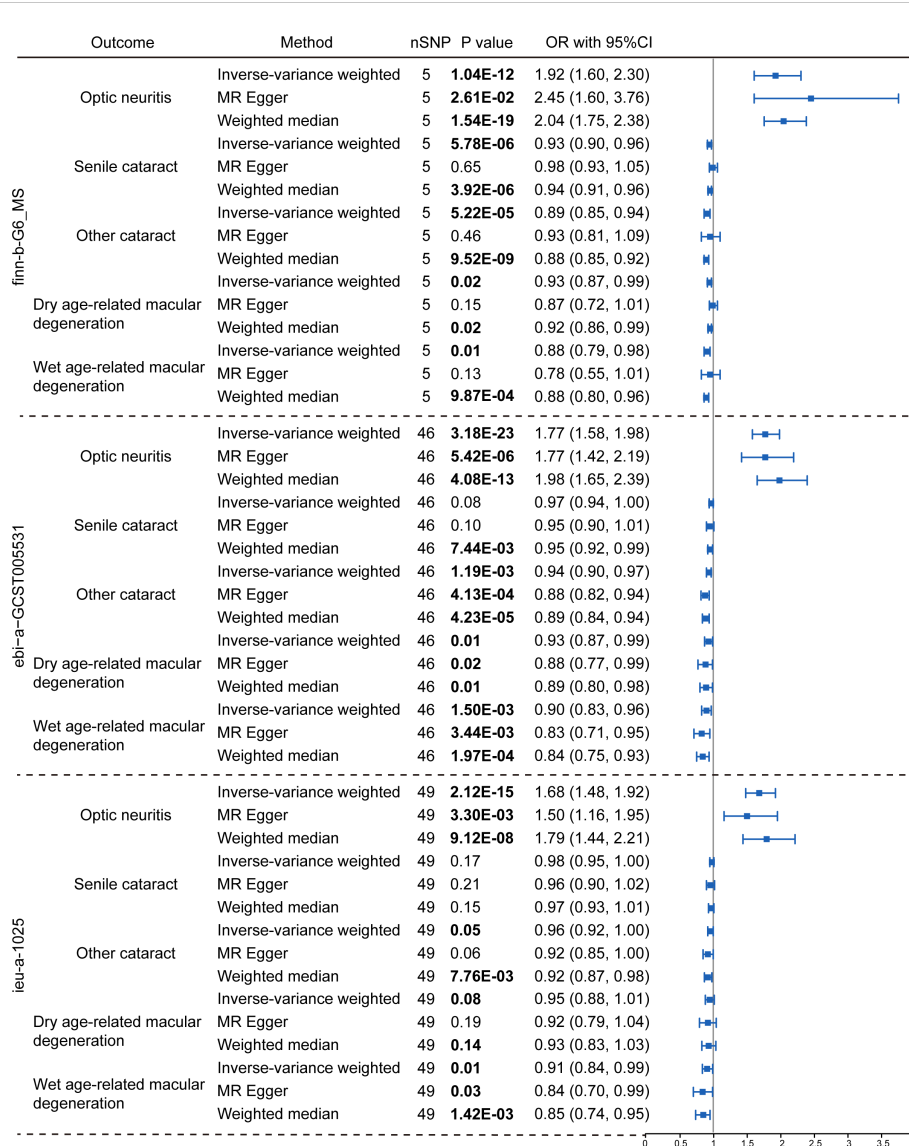 Outcome Method nSNP P value OR with 95%CI
finn-b-G6_MS
Inverse-variance weighted 5 1.04E-12 1.92 (1.60, 2.30)
Optic neuritis MR Egger 5 2.61E-02 2.45 (1.60, 3.76)
Weighted median 5 1.54E-19 2.04 (1.75, 2.38)
Inverse-variance weighted 5 5.78E-06 0.93 (0.90, 0.96)
Senile cataract MR Egger 5 0.65 0.98 (0.93, 1.05)
Weighted median 5 3.92E-06 0.94 (0.91, 0.96)
Inverse-variance weighted 5 5.22E-05 0.89 (0.85, 0.94)
Other cataract MR Egger 5 0.46 0.93 (0.81, 1.09)
Weighted median 5 9.52E-09 0.88 (0.85, 0.92)
Inverse-variance weighted 5 0.02 0.93 (0.87, 0.99)
Dry age-related macular MR Egger 5 0.15 0.87 (0.72, 1.01)
degeneration Weighted median 5 0.02 0.92 (0.86, 0.99)
Inverse-variance weighted 5 0.01 0.88 (0.79, 0.98)
Wet age-related macular MR Egger 5 0.13 0.78 (0.55, 1.01)
degeneration Weighted median 5 9.87E-04 0.88 (0.80, 0.96)
ebi−a−GCST005531
Inverse-variance weighted 46 3.18E-23 1.77 (1.58, 1.98)
Optic neuritis MR Egger 46 5.42E-06 1.77 (1.42, 2.19)
Weighted median 46 4.08E-13 1.98 (1.65, 2.39)
Inverse-variance weighted 46 0.08 0.97 (0.94, 1.00)
Senile cataract MR Egger 46 0.10 0.95 (0.90, 1.01)
Weighted median 46 7.44E-03 0.95 (0.92, 0.99)
Inverse-variance weighted 46 1.19E-03 0.94 (0.90, 0.97)
Other cataract MR Egger 46 4.13E-04 0.88 (0.82, 0.94)
Weighted median 46 4.23E-05 0.89 (0.84, 0.94)
Inverse-variance weighted 46 0.01 0.93 (0.87, 0.99)
Dry age-related macular MR Egger 46 0.02 0.88 (0.77, 0.99)
degeneration Weighted median 46 0.01 0.89 (0.80, 0.98)
Inverse-variance weighted 46 1.50E-03 0.90 (0.83, 0.96)
Wet age-related macular MR Egger 46 3.44E-03 0.83 (0.71, 0.95)
degeneration Weighted median 46 1.97E-04 0.84 (0.75, 0.93)
ieu-a-1025
Inverse-variance weighted 49 2.12E-15 1.68 (1.48, 1.92)
Optic neuritis MR Egger 49 3.30E-03 1.50 (1.16, 1.95)
Weighted median 49 9.12E-08 1.79 (1.44, 2.21)
Inverse-variance weighted 49 0.17 0.98 (0.95, 1.00)
Senile cataract MR Egger 49 0.21 0.96 (0.90, 1.02)
Weighted median 49 0.15 0.97 (0.93, 1.01)
Inverse-variance weighted 49 0.05 0.96 (0.92, 1.00)
Other cataract MR Egger 49 0.06 0.92 (0.85, 1.00)
Weighted median 49 7.76E-03 0.92 (0.87, 0.98)
Inverse-variance weighted 49 0.08 0.95 (0.88, 1.01)
Dry age-related macular MR Egger 49 0.19 0.92 (0.79, 1.04)
degeneration Weighted median 49 0.14 0.93 (0.83, 1.03)
Inverse-variance weighted 49 0.01 0.91 (0.84, 0.99)
Wet age-related macular MR Egger 49 0.03 0.84 (0.70, 0.99)
degeneration Weighted median 49 1.42E-03 0.85 (0.74, 0.95)
0 0.5 1 1.5 2 2.5 3 3.5